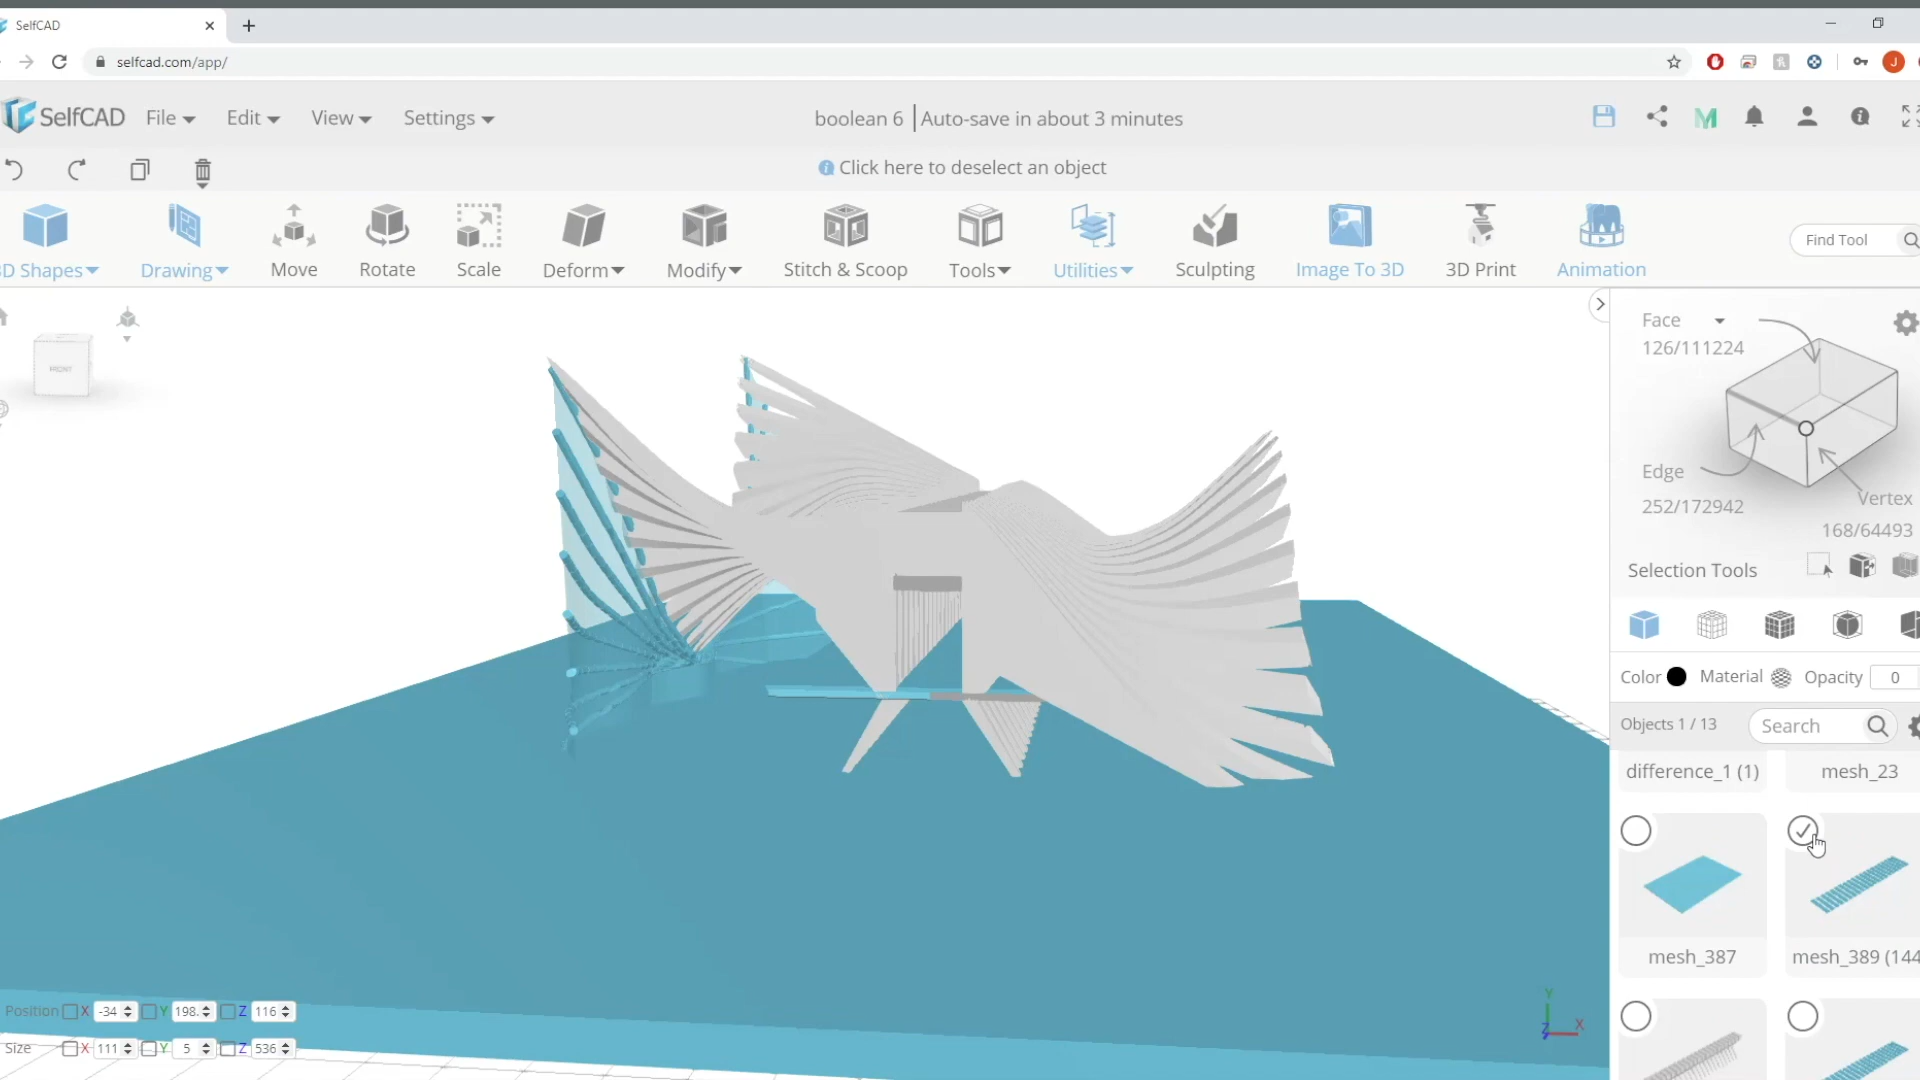 SelfCAD
selfcad.com/app/
J
SelfCAD File Edit View Settings
boolean 6 Auto-save in about 3 minutes
M
Click here to deselect an object
Drawing Move Rotate Scale Deform Modify Stitch & Scoop Tools Utilities Sculpting Image To 3D 3D Print Animation
D Shapes
Find Tool
FRONT
Face
126/111224
Edge
252/172942
Vertex
168/64493
Selection Tools
Color Material Opacity 0
Objects 1 / 13 Search
difference_1 (1) mesh_23
mesh_387 mesh_389 (144
Position X -34 Y 198. Z 116
Size X 111 Y 5 Z 536
Y
Z X